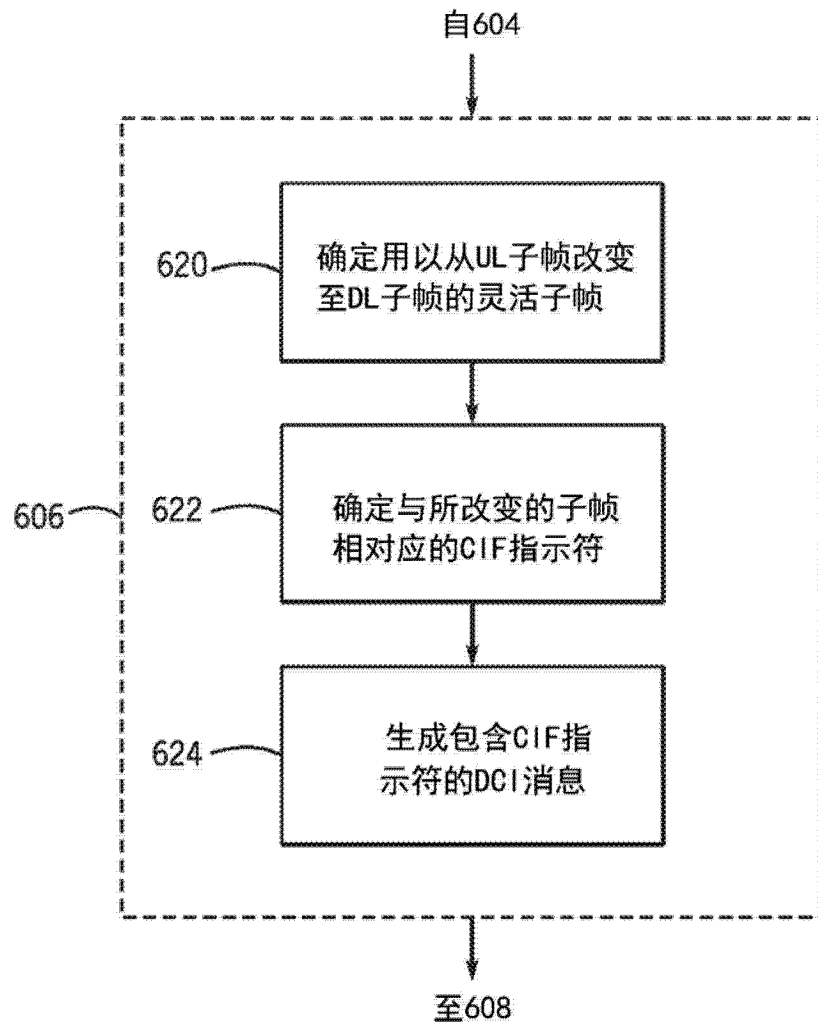 自604
620
确定用以从UL子帧改变
至DL子帧的灵活子帧
606
622
确定与所改变的子帧
相对应的CIF指示符
624
生成包含CIF指
示符的DCI消息
至608